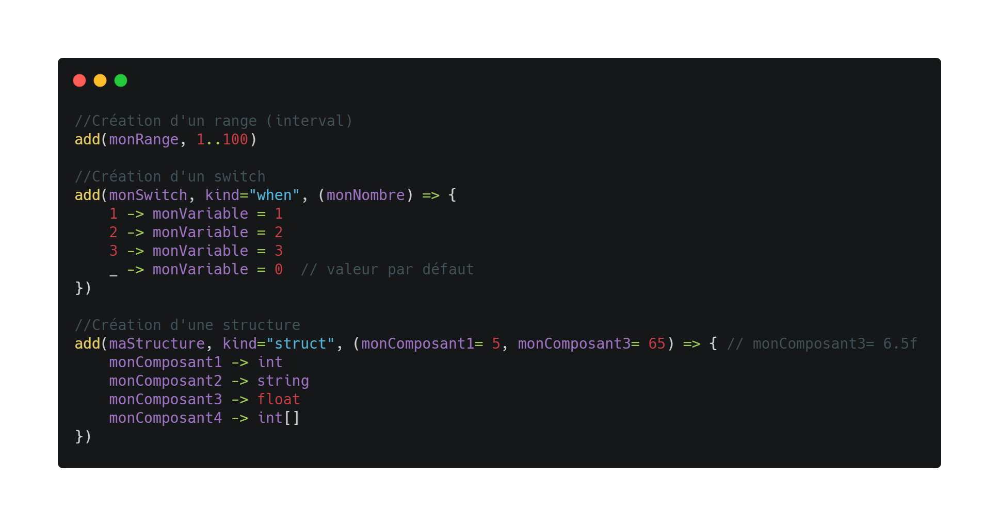 //Création d'un range (interval)
add(monRange, 1..100)

//Création d'un switch
add(monSwitch, kind="when", (monNombre) => {
    1 -> monVariable = 1
    2 -> monVariable = 2
    3 -> monVariable = 3
    _ -> monVariable = 0  // valeur par défaut
})

//Création d'une structure
add(maStructure, kind="struct", (monComposant1= 5, monComposant3= 65) => { // monComposant3= 6.5f
    monComposant1 -> int
    monComposant2 -> string
    monComposant3 -> float
    monComposant4 -> int[]
})